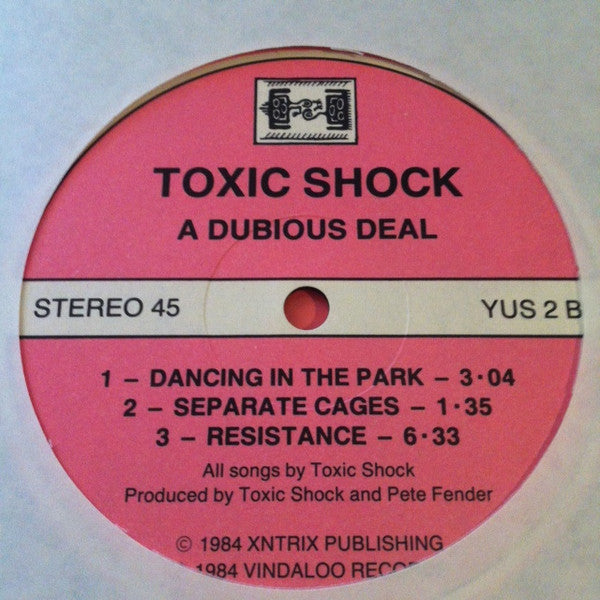 TOXIC SHOCK
A DUBIOUS DEAL
STEREO 45 YUS 2 B
1 – DANCING IN THE PARK – 3·04
2 – SEPARATE CAGES – 1·35
3 – RESISTANCE – 6·33
All songs by Toxic Shock
Produced by Toxic Shock and Pete Fender
© 1984 XNTRIX PUBLISHING
1984 VINDALOO